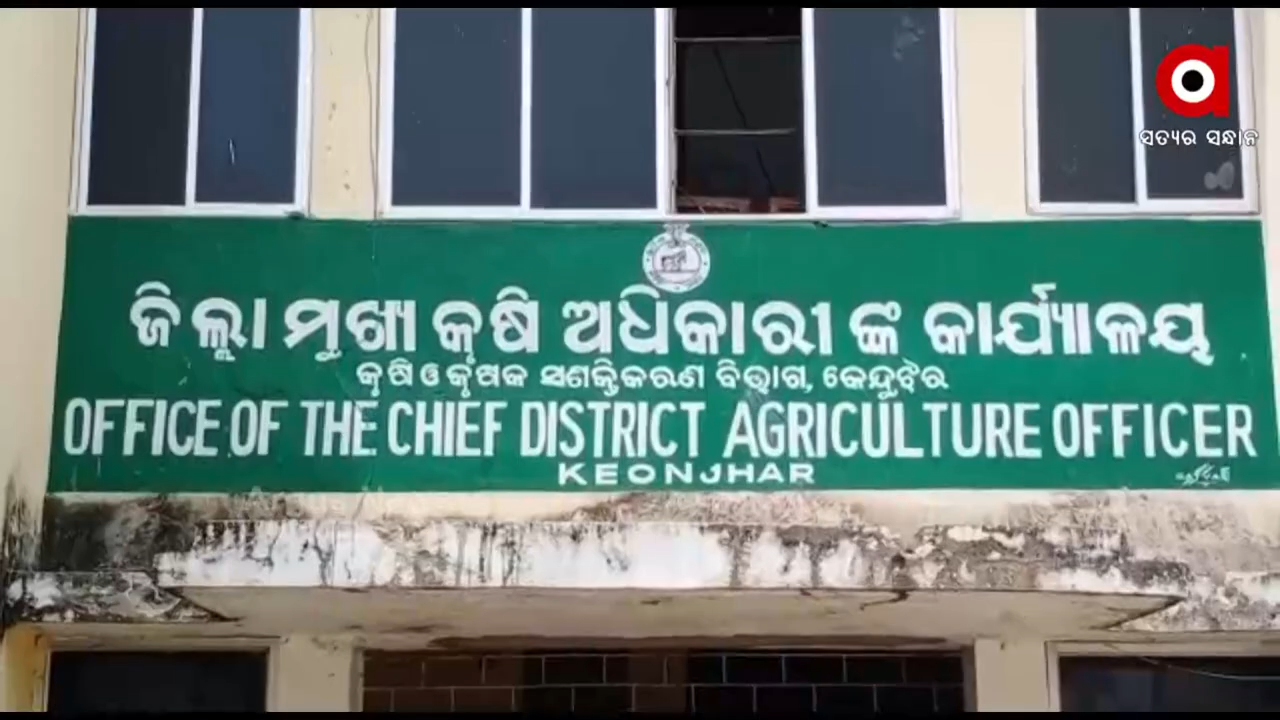 ସତ୍ୟର ସନ୍ଧାନ
ଜିଲ୍ଲା ମୁଖ୍ୟ କୃଷି ଅଧିକାରୀ ଙ୍କ କାର୍ଯ୍ୟାଳୟ
କୃଷି ଓ କୃଷକ ସଶକ୍ତିକରଣ ବିଭାଗ, କେନ୍ଦୁଝର
OFFICE OF THE CHIEF DISTRICT AGRICULTURE OFFICER
KEONJHAR